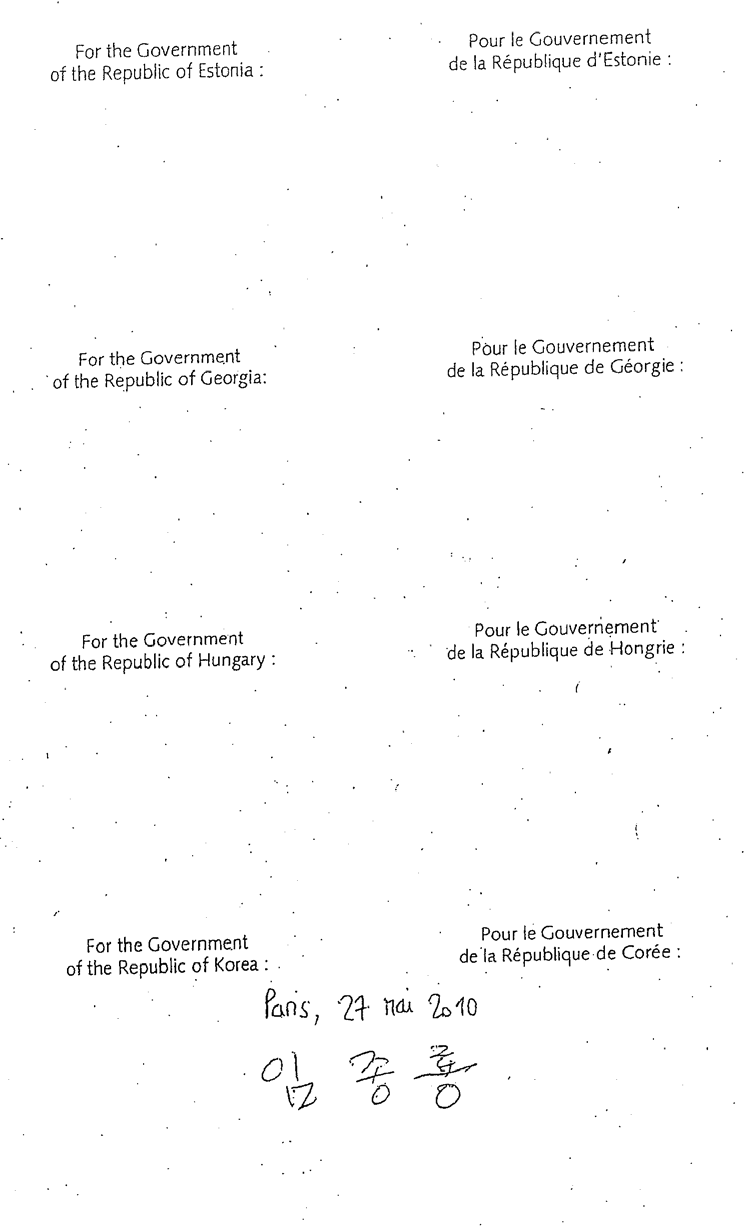 For the Government
of the Republic of Estonia :
Pour le Gouvernement
de la République d'Estonie :
For the Government
of the Republic of Georgia:
Pour le Gouvernement
de la République de Géorgie :
For the Government
of the Republic of Hungary :
Pour le Gouvernement
de la République de Hongrie :
For the Government
of the Republic of Korea :
Pour le Gouvernement
de la République de Corée :
Paris, 27 mai 2010
임 종 룡